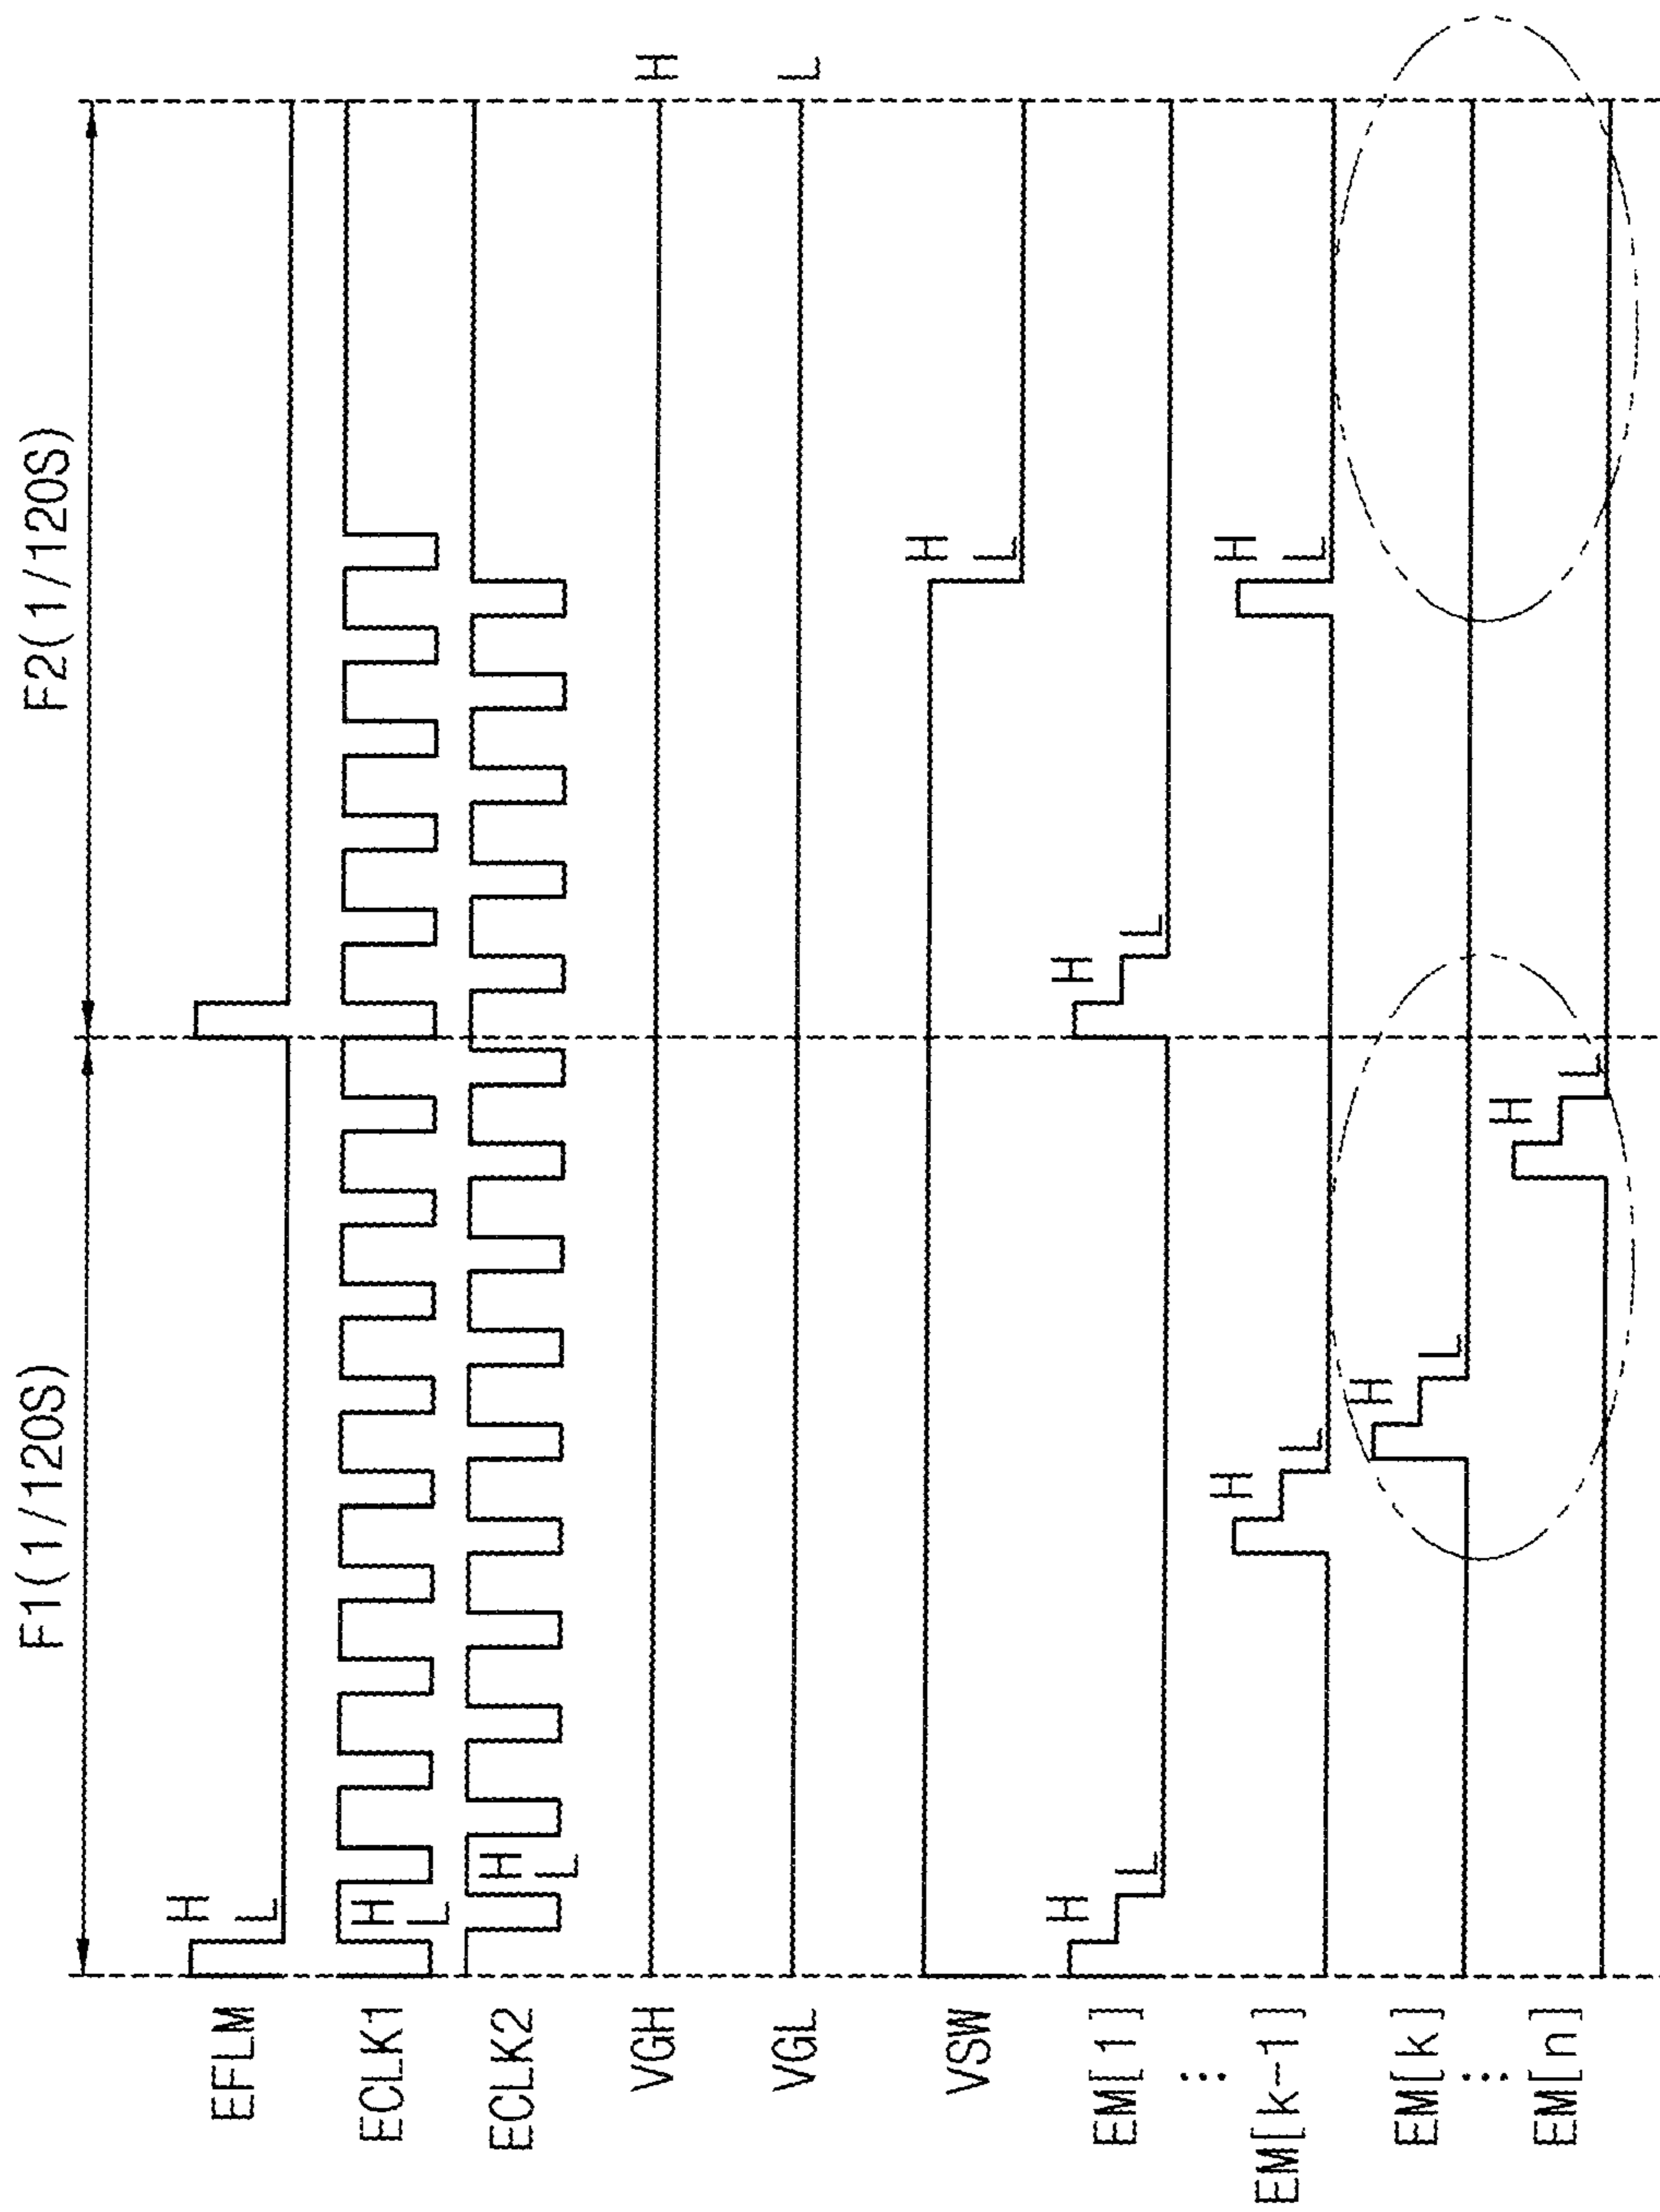 F1(1/120S)
F2(1/120S)
EFLM
H
L
ECLK1
H
L
ECLK2
H
L
VGH
H
VGL
L
VSW
H
L
EM[1]
H
L
H
L
⋮
EM[k-1]
H
L
H
L
EM[k]
H
L
⋮
EM[n]
H
L